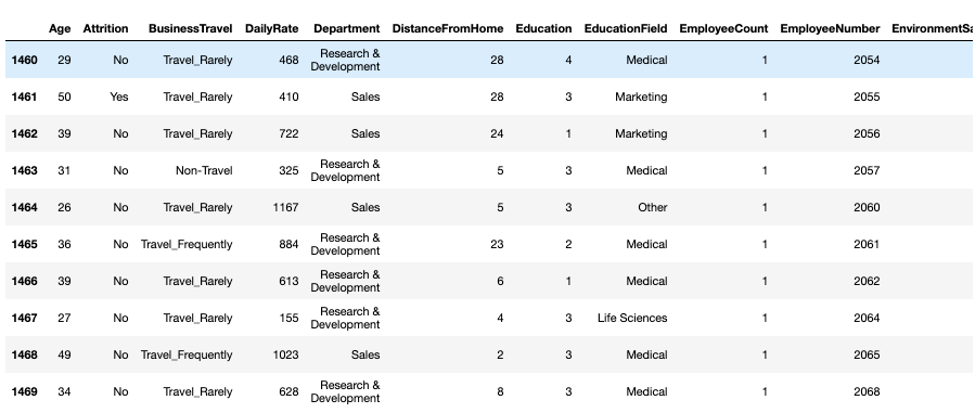 Age Attrition BusinessTravel DailyRate Department DistanceFromHome Education EducationField EmployeeCount EmployeeNumber EnvironmentSa
1460 29 No Travel_Rarely 468 Research & Development 28 4 Medical 1 2054
1461 50 Yes Travel_Rarely 410 Sales 28 3 Marketing 1 2055
1462 39 No Travel_Rarely 722 Sales 24 1 Marketing 1 2056
1463 31 No Non-Travel 325 Research & Development 5 3 Medical 1 2057
1464 26 No Travel_Rarely 1167 Sales 5 3 Other 1 2060
1465 36 No Travel_Frequently 884 Research & Development 23 2 Medical 1 2061
1466 39 No Travel_Rarely 613 Research & Development 6 1 Medical 1 2062
1467 27 No Travel_Rarely 155 Research & Development 4 3 Life Sciences 1 2064
1468 49 No Travel_Frequently 1023 Sales 2 3 Medical 1 2065
1469 34 No Travel_Rarely 628 Research & Development 8 3 Medical 1 2068